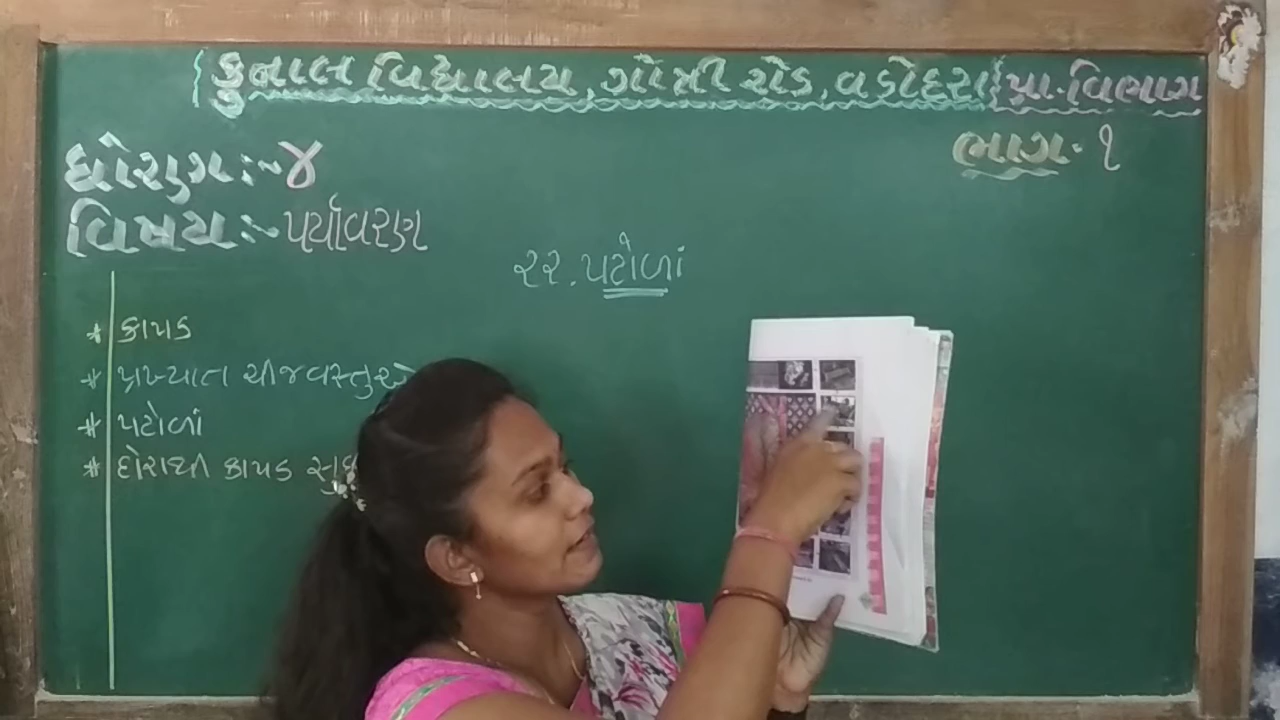 { કુનાલ વિદ્યાલય, ગોત્રી રોડ, વડોદરા { પ્રા. વિભાગ
ભાગ - ૧
ધોરણ :- ૪
વિષય :- પર્યાવરણ
૨૨. પટોળાં
* કાપડ
* પ્રખ્યાત ચીજવસ્તુઓ
* પટોળાં
* દોરાથી કાપડ